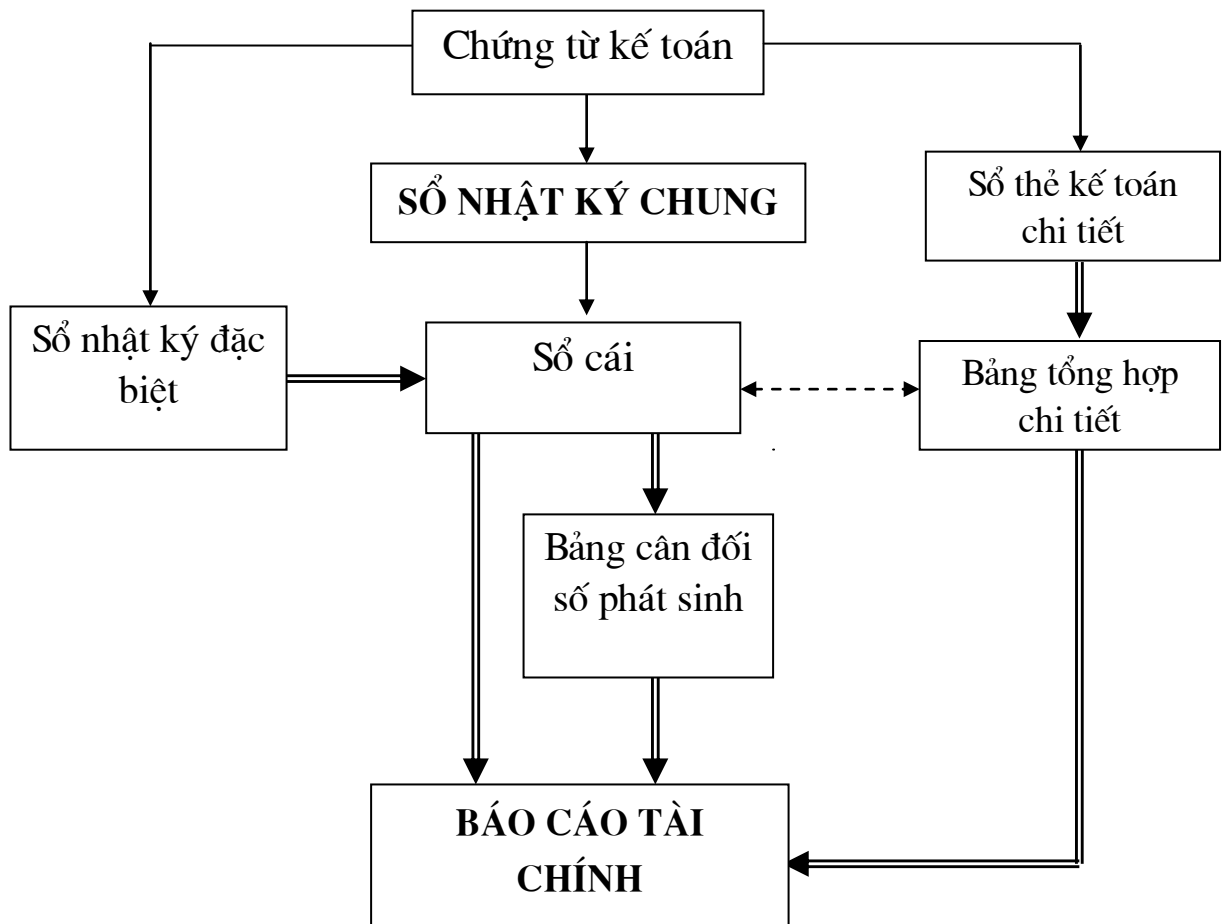 Chứng từ kế toán
SỔ NHẬT KÝ CHUNG
Sổ thẻ kế toán
chi tiết
Sổ nhật ký đặc
biệt
Sổ cái
Bảng tổng hợp
chi tiết
Bảng cân đối
số phát sinh
BÁO CÁO TÀI
CHÍNH